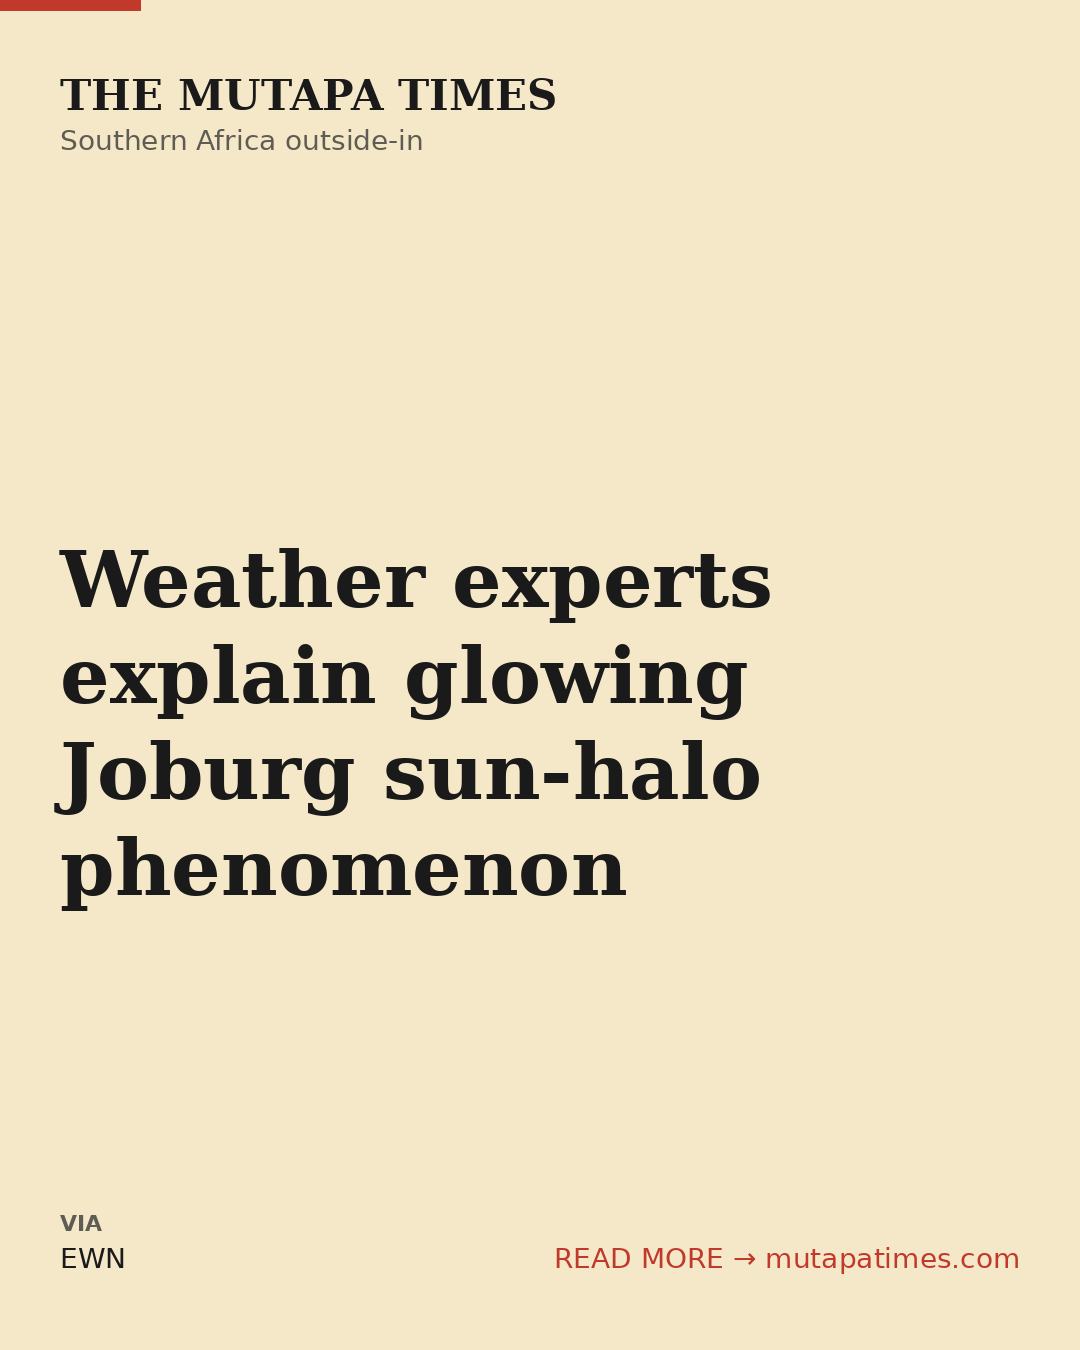 THE MUTAPA TIMES
Southern Africa outside-in
Weather experts
explain glowing
Joburg sun-halo
phenomenon
VIA
EWN
READ MORE → mutapatimes.com